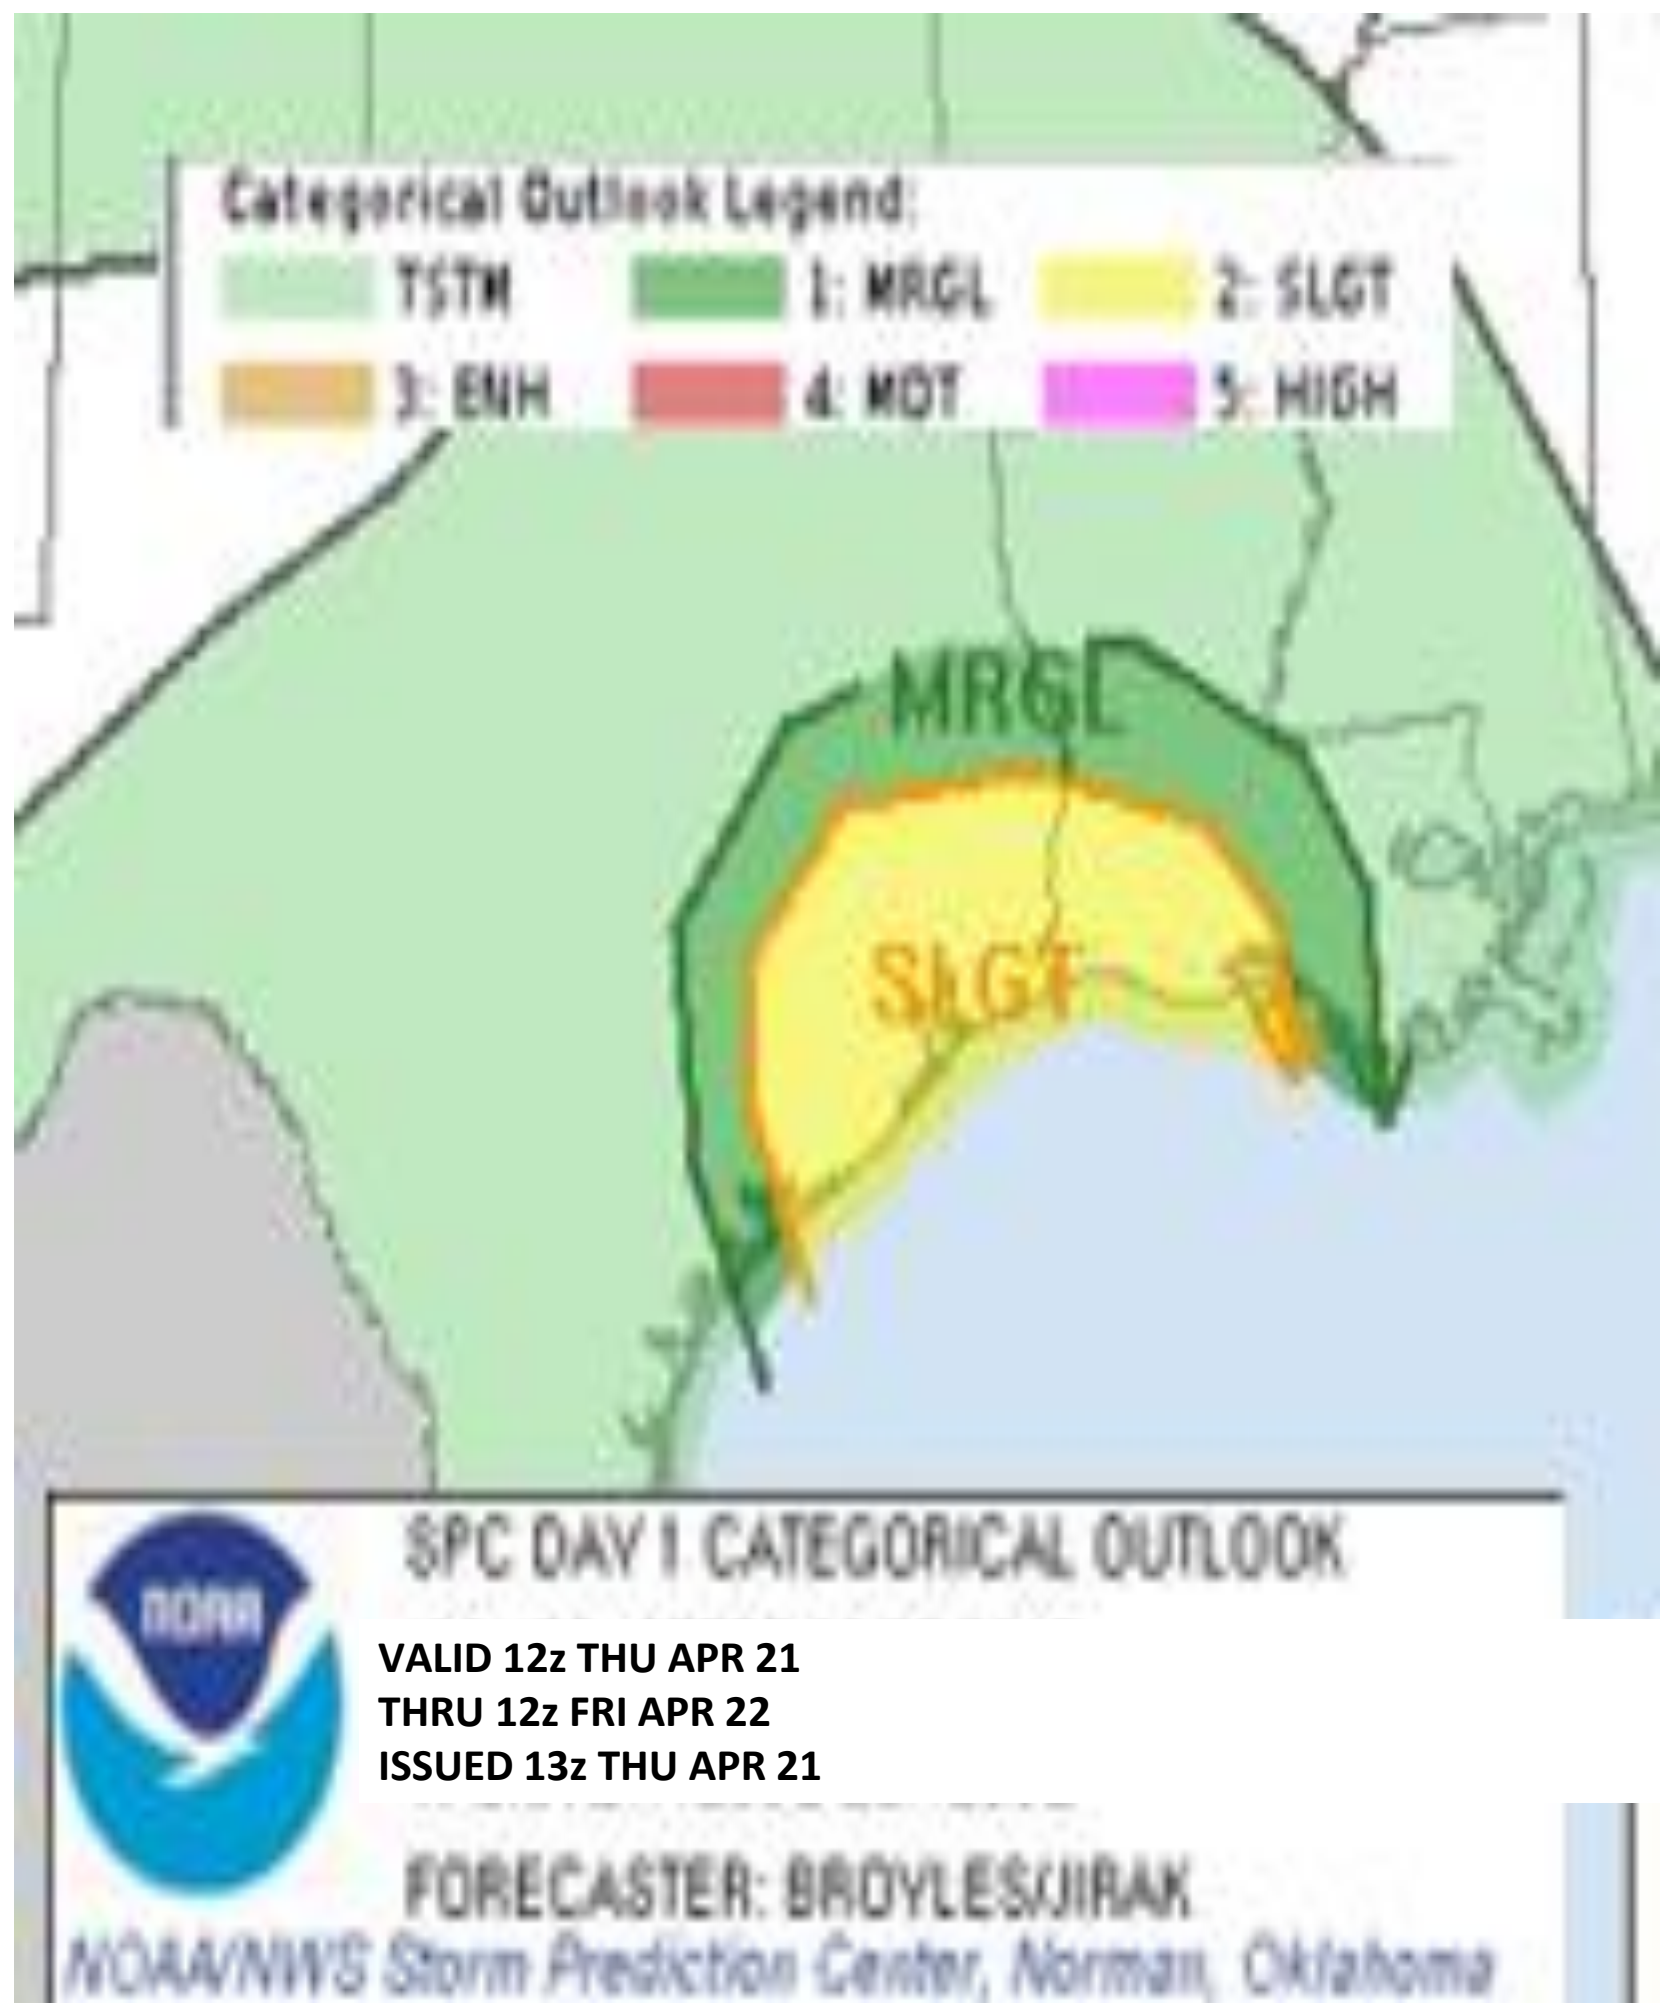 Categorical Outlook Legend:
TSTM 1: MRGL 2: SLGT
3: ENH 4: MDT 5: HIGH
MRGL
SLGT
SPC DAY 1 CATEGORICAL OUTLOOK
noaa
VALID 12z THU APR 21
THRU 12z FRI APR 22
ISSUED 13z THU APR 21
FORECASTER: BROYLES/JIRAK
NOAA/NWS Storm Prediction Center, Norman, Oklahoma